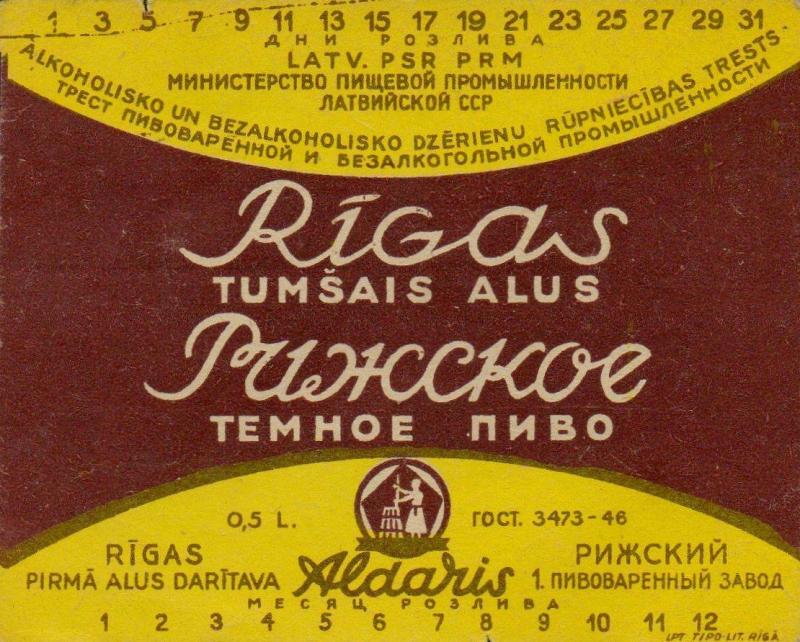 1 3 5 7 9 11 13 15 17 19 21 23 25 27 29 31
ДНИ РОЗЛИВА
LATV. PSR PRM
МИНИСТЕРСТВО ПИЩЕВОЙ ПРОМЫШЛЕННОСТИ
ЛАТВИЙСКОЙ ССР
ALKOHOLISKO UN BEZALKOHOLISKO DZĒRIENU RŪPNIECĪBAS TRESTS
ТРЕСТ ПИВОВАРЕННОЙ И БЕЗАЛКОГОЛЬНОЙ ПРОМЫШЛЕННОСТИ
RĪGAS
TUMŠAIS ALUS
Рижское
ТЕМНОЕ ПИВО
0,5 L. ГОСТ. 3473-46
RĪGAS Aldaris РИЖСКИЙ
PIRMĀ ALUS DARĪTAVA 1. ПИВОВАРЕННЫЙ ЗАВОД
МЕСЯЦ РОЗЛИВА
1 2 3 4 5 6 7 8 9 10 11 12
LPT TIPO-LIT. RĪGĀ